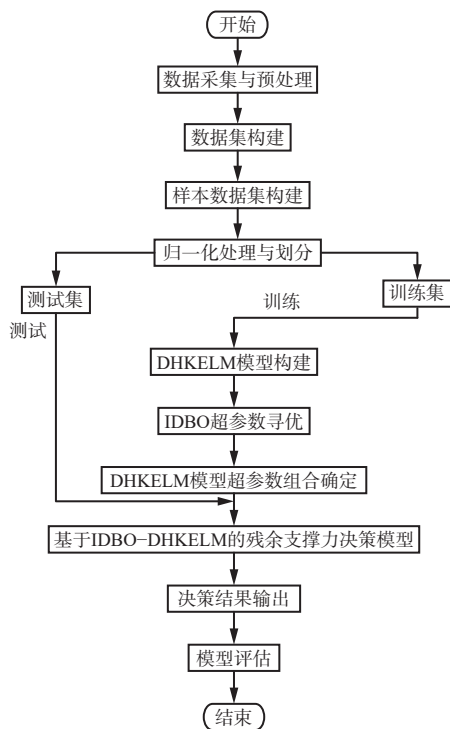 开始
数据采集与预处理
数据集构建
样本数据集构建
归一化处理与划分
测试集
训练集
测试
训练
DHKELM模型构建
IDBO超参数寻优
DHKELM模型超参数组合确定
基于IDBO-DHKELM的残余支撑力决策模型
决策结果输出
模型评估
结束